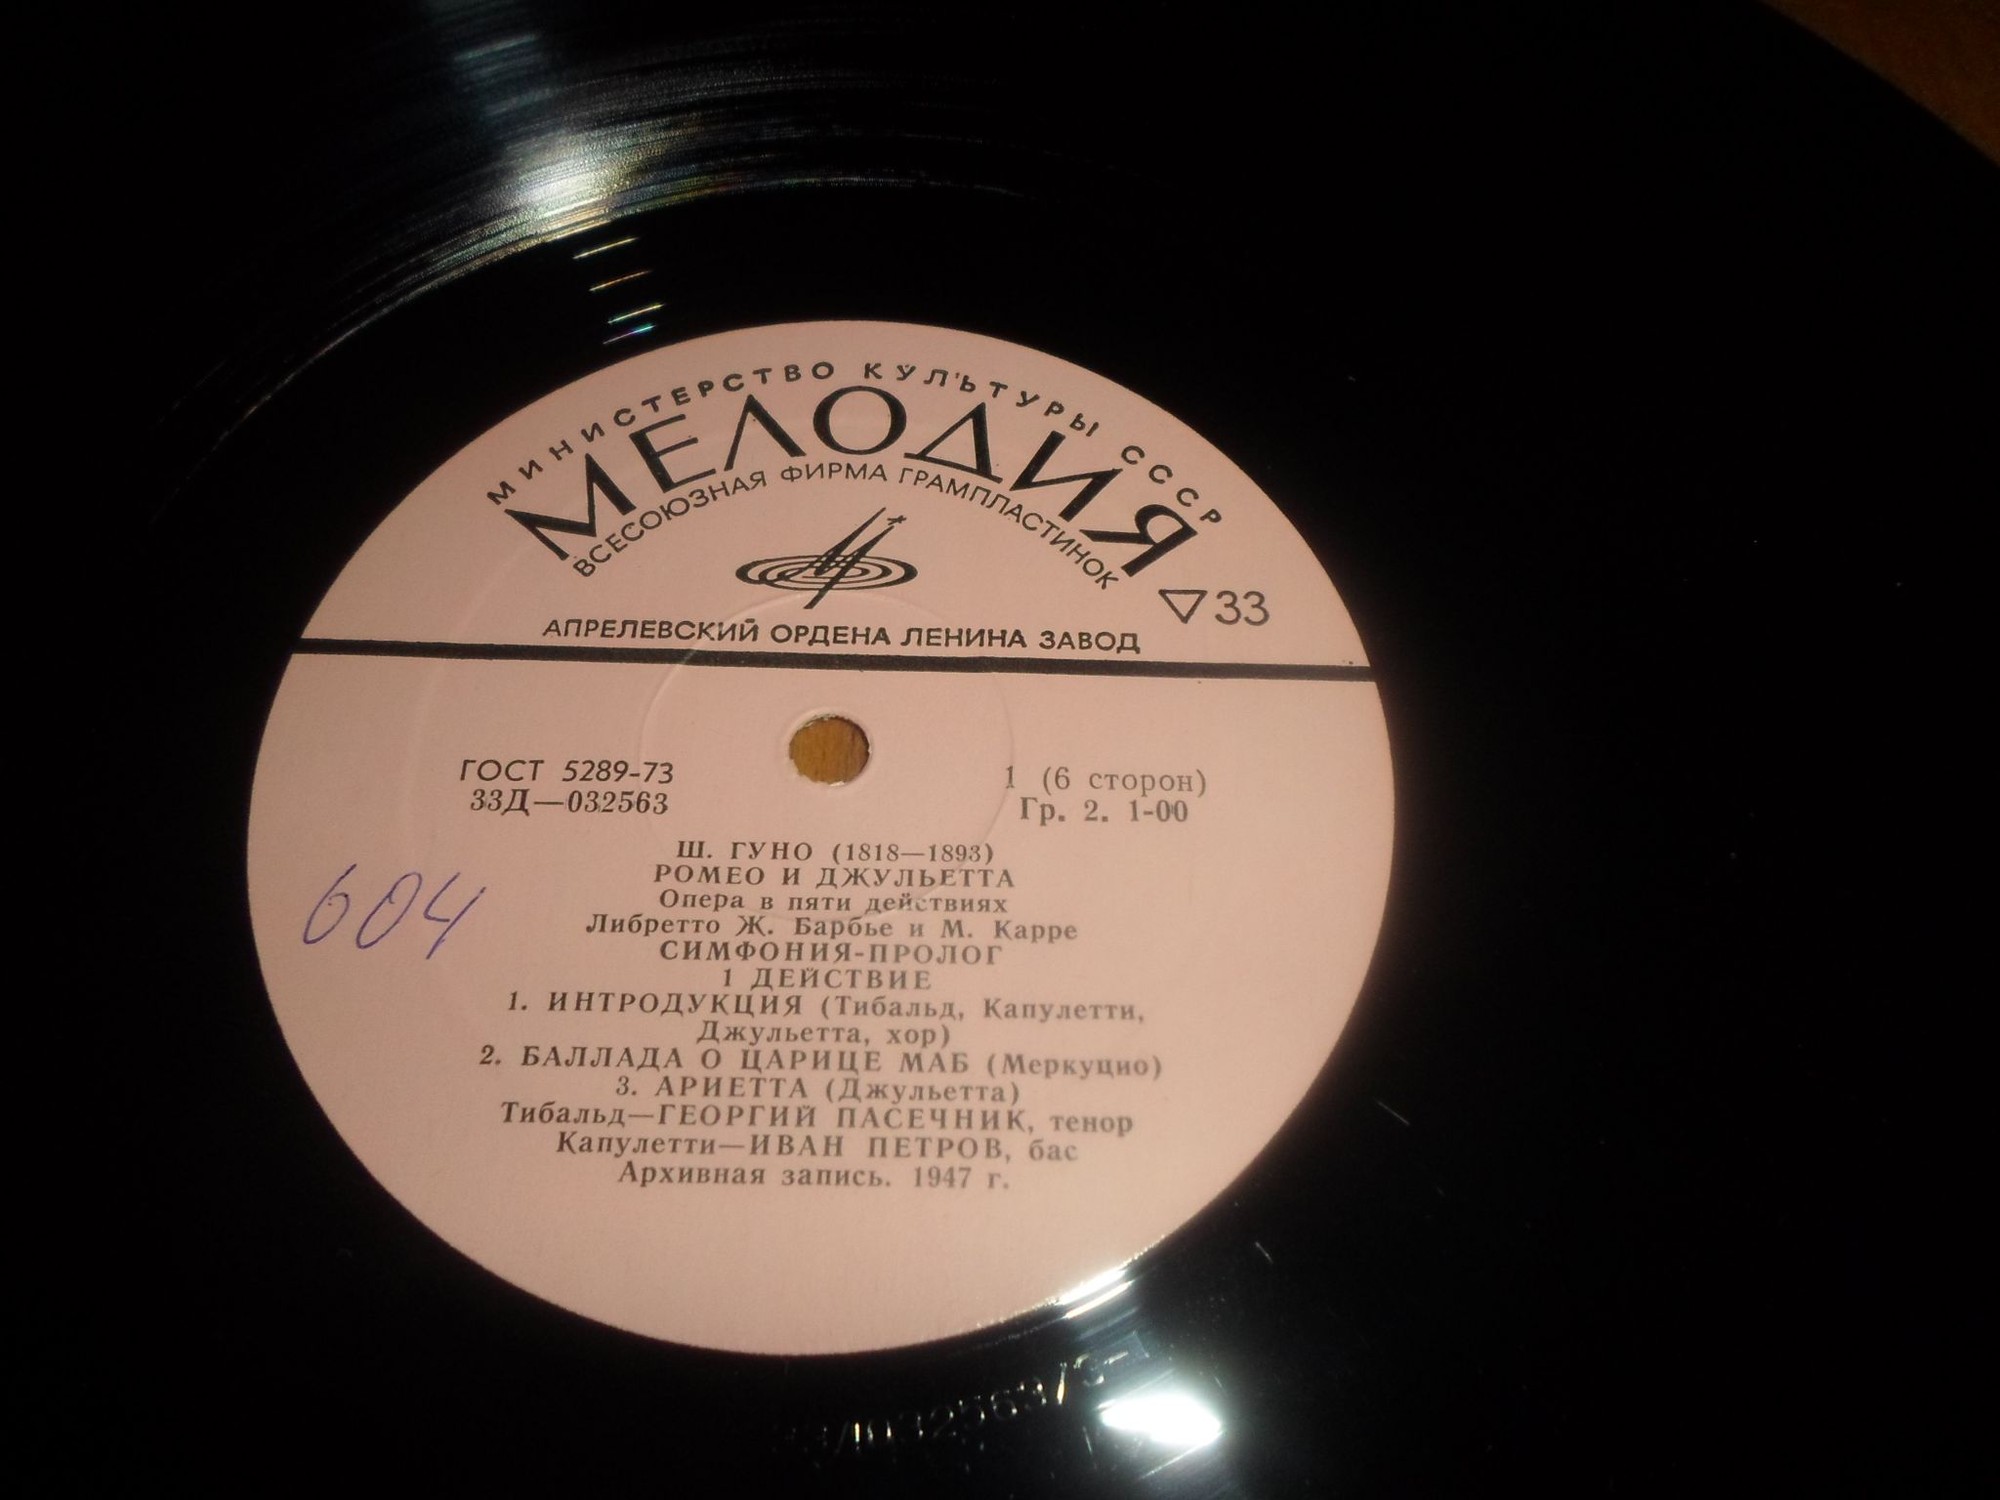 МИНИСТЕРСТВО КУЛЬТУРЫ СССР
МЕЛОДИЯ
ВСЕСОЮЗНАЯ ФИРМА ГРАМПЛАСТИНОК
33
АПРЕЛЕВСКИЙ ОРДЕНА ЛЕНИНА ЗАВОД
ГОСТ 5289-73
33Д—032563
1 (6 сторон)
Гр. 2. 1-00
604
Ш. ГУНО (1818—1893)
РОМЕО И ДЖУЛЬЕТТА
Опера в пяти действиях
Либретто Ж. Барбье и М. Карре
СИМФОНИЯ-ПРОЛОГ
1 ДЕЙСТВИЕ
1. ИНТРОДУКЦИЯ (Тибальд, Капулетти,
Джульетта, хор)
2. БАЛЛАДА О ЦАРИЦЕ МАБ (Меркуцио)
3. АРИЕТТА (Джульетта)
Тибальд—ГЕОРГИЙ ПАСЕЧНИК, тенор
Капулетти—ИВАН ПЕТРОВ, бас
Архивная запись. 1947 г.